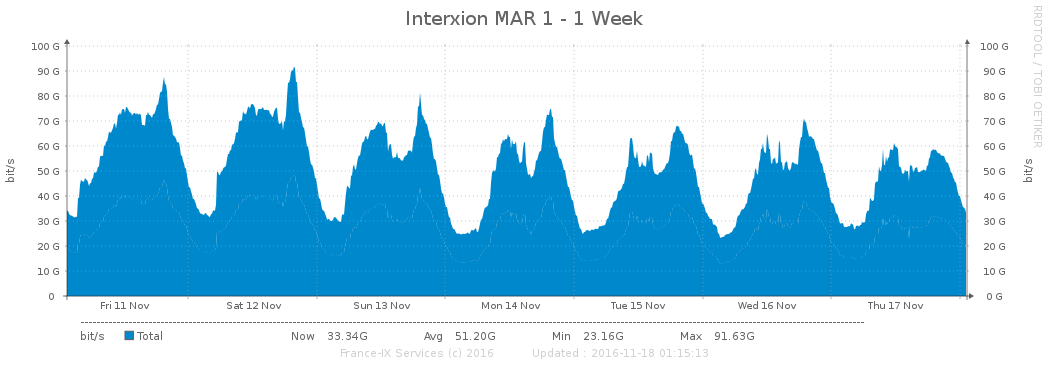 Interxion MAR 1 - 1 Week
RRDTOOL / TOBI OETIKER
100 G 100 G
90 G 90 G
80 G 80 G
70 G 70 G
60 G 60 G
50 G 50 G
40 G 40 G
30 G 30 G
20 G 20 G
10 G 10 G
0 0 G
bit/s bit/s
Fri 11 Nov Sat 12 Nov Sun 13 Nov Mon 14 Nov Tue 15 Nov Wed 16 Nov Thu 17 Nov
bit/s Total Now 33.34G Avg 51.20G Min 23.16G Max 91.63G
France-IX Services (c) 2016 Updated : 2016-11-18 01:15:13